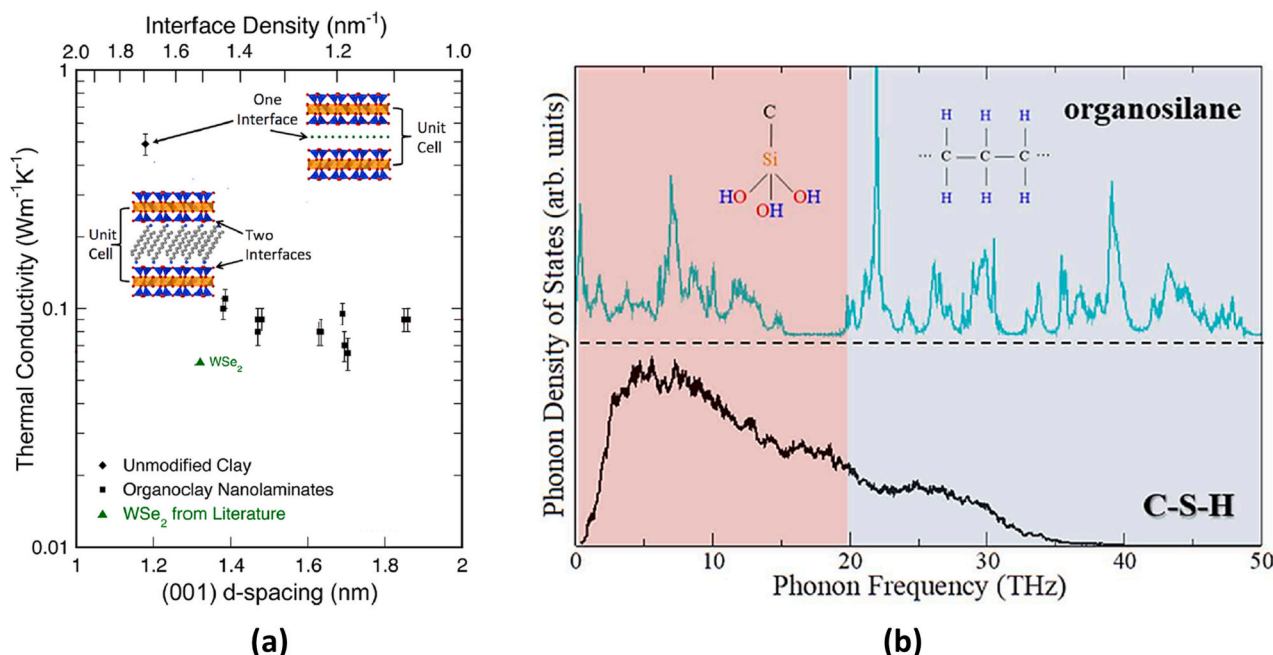 (a)
Interface Density (nm⁻¹)
2.0 1.8 1.6 1.4 1.2 1.0
1
One
Interface
Unit
Cell
Unit
Cell
Two
Interfaces
0.1
WSe₂
Unmodified Clay
Organoclay Nanolaminates
WSe₂ from Literature
0.01
Thermal Conductivity (Wm⁻¹K⁻¹)
1 1.2 1.4 1.6 1.8 2
(001) d-spacing (nm)
(a)
organosilane
C
Si
HO OH
OH
H H H
··· C C C ···
H H H
Phonon Density of States (arb. units)
C-S-H
0 10 20 30 40 50
Phonon Frequency (THz)
(b)